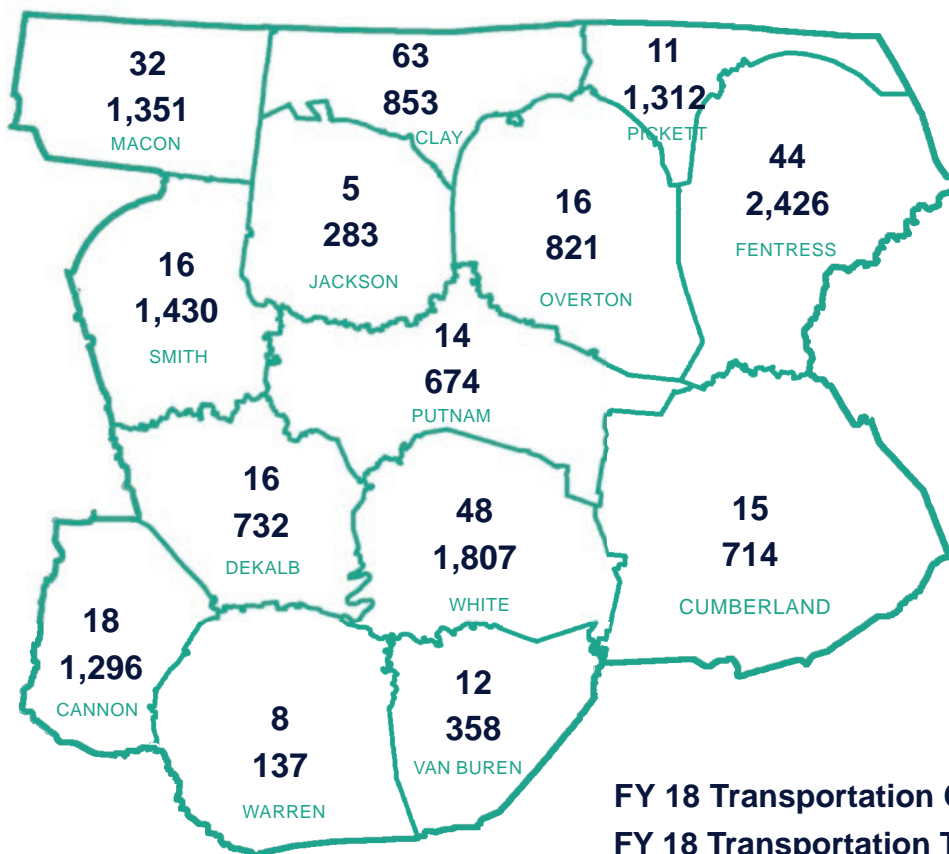 32
1,351
MACON
63
853
CLAY
11
1,312
PICKETT
44
2,426
FENTRESS
5
283
JACKSON
16
821
OVERTON
16
1,430
SMITH
14
674
PUTNAM
16
732
DEKALB
48
1,807
WHITE
15
714
CUMBERLAND
18
1,296
CANNON
8
137
WARREN
12
358
VAN BUREN
FY 18 Transportation
FY 18 Transportation